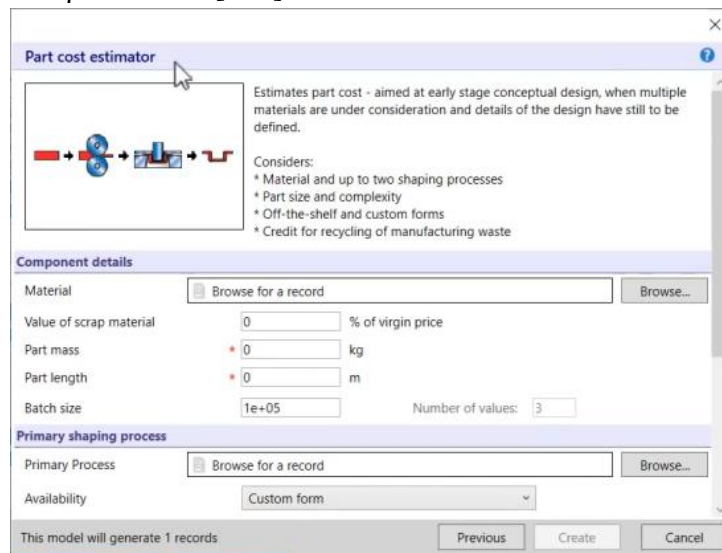 Part cost estimator
Estimates part cost - aimed at early stage conceptual design, when multiple
materials are under consideration and details of the design have still to be
defined.
Considers:
* Material and up to two shaping processes
* Part size and complexity
* Off-the-shelf and custom forms
* Credit for recycling of manufacturing waste
Component details
Material Browse for a record Browse...
Value of scrap material 0 % of virgin price
Part mass * 0 kg
Part length * 0 m
Batch size 1e+05 Number of values: 3
Primary shaping process
Primary Process Browse for a record Browse...
Availability Custom form
This model will generate 1 records Previous Create Cancel